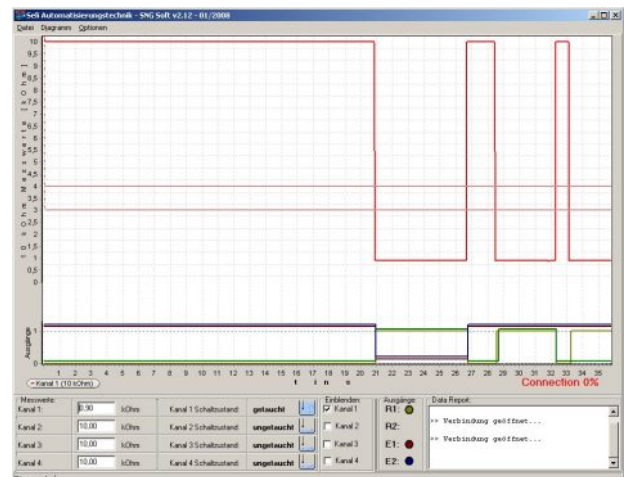 Seli Automatisierungstechnik - SNG Soft v2.12 - 01/2008
Datei Diagramm Optionen
10
9,5
9
8,5
8
7,5
7
6,5
6
5,5
5
4,5
4
3,5
3
2,5
2
1,5
1
0,5
0
10 kOhm Messwerte [kOhm]
Ausgänge
1
0
1 2 3 4 5 6 7 8 9 10 11 12 13 14 15 16 17 18 19 20 21 22 23 24 25 26 27 28 29 30 31 32 33 34 35
t in s
Kanal 1 (10 kOhm)
Connection 0%
Messwerte: Einblenden: Ausgänge: Data Report:
Kanal 1: 0,90 kOhm Kanal 1 Schaltzustand: getaucht Kanal 1 R1:
Kanal 2: 10,00 kOhm Kanal 2 Schaltzustand: ungetaucht Kanal 2 R2:
Kanal 3: 10,00 kOhm Kanal 3 Schaltzustand: ungetaucht Kanal 3 E1:
Kanal 4: 10,00 kOhm Kanal 4 Schaltzustand: ungetaucht Kanal 4 E2:
>> Verbindung geöffnet...
>> Verbindung geöffnet...